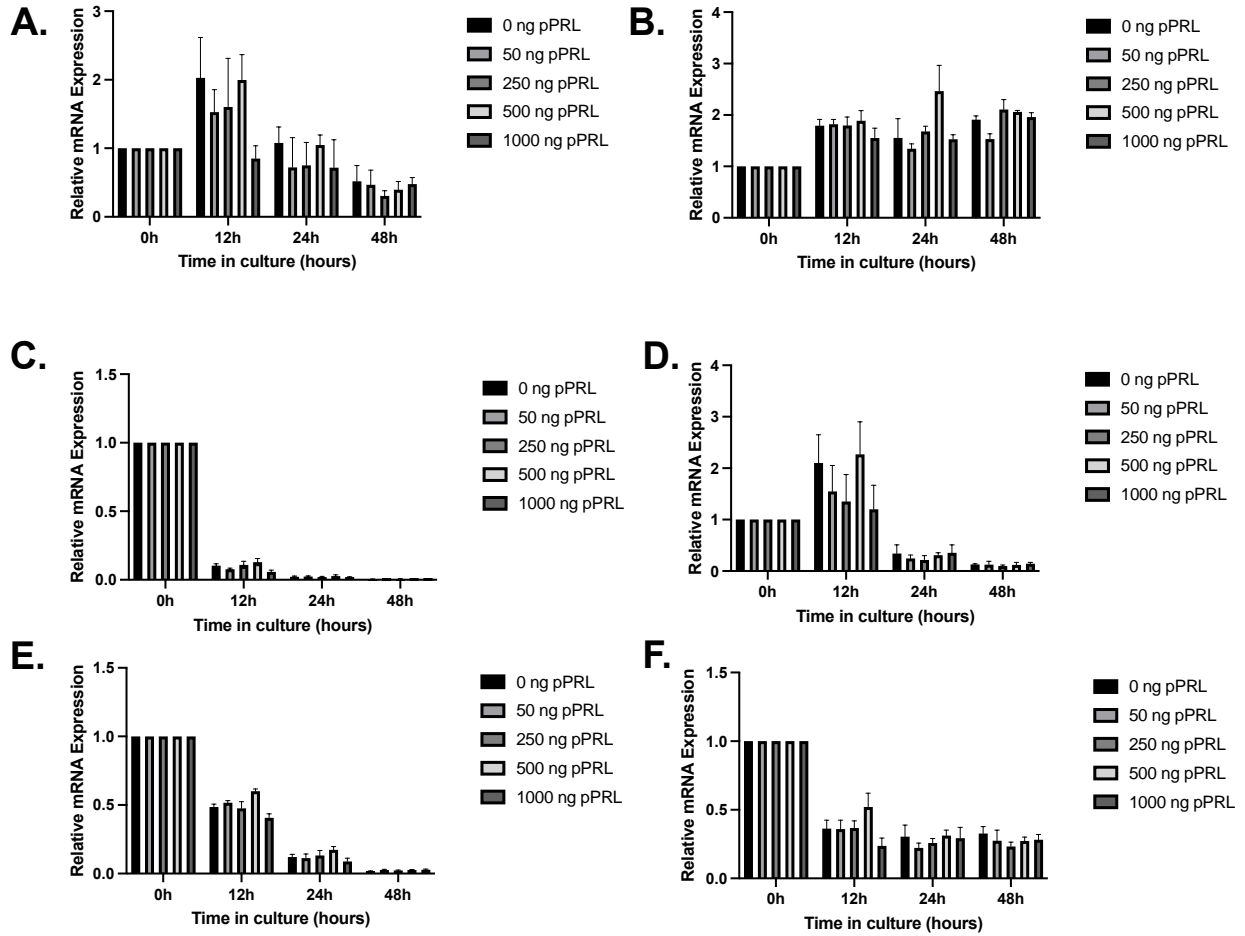 A.
Relative mRNA Expression
3
2
1
0
0h 12h 24h 48h
Time in culture (hours)
0 ng pPRL
50 ng pPRL
250 ng pPRL
500 ng pPRL
1000 ng pPRL
B.
Relative mRNA Expression
4
3
2
1
0
0h 12h 24h 48h
Time in culture (hours)
0 ng pPRL
50 ng pPRL
250 ng pPRL
500 ng pPRL
1000 ng pPRL
C.
Relative mRNA Expression
1.5
1.0
0.5
0.0
0h 12h 24h 48h
Time in culture (hours)
0 ng pPRL
50 ng pPRL
250 ng pPRL
500 ng pPRL
1000 ng pPRL
D.
Relative mRNA Expression
4
3
2
1
0
0h 12h 24h 48h
Time in culture (hours)
0 ng pPRL
50 ng pPRL
250 ng pPRL
500 ng pPRL
1000 ng pPRL
E.
Relative mRNA Expression
1.5
1.0
0.5
0.0
0h 12h 24h 48h
Time in culture (hours)
0 ng pPRL
50 ng pPRL
250 ng pPRL
500 ng pPRL
1000 ng pPRL
F.
Relative mRNA Expression
1.5
1.0
0.5
0.0
0h 12h 24h 48h
Time in culture (hours)
0 ng pPRL
50 ng pPRL
250 ng pPRL
500 ng pPRL
1000 ng pPRL